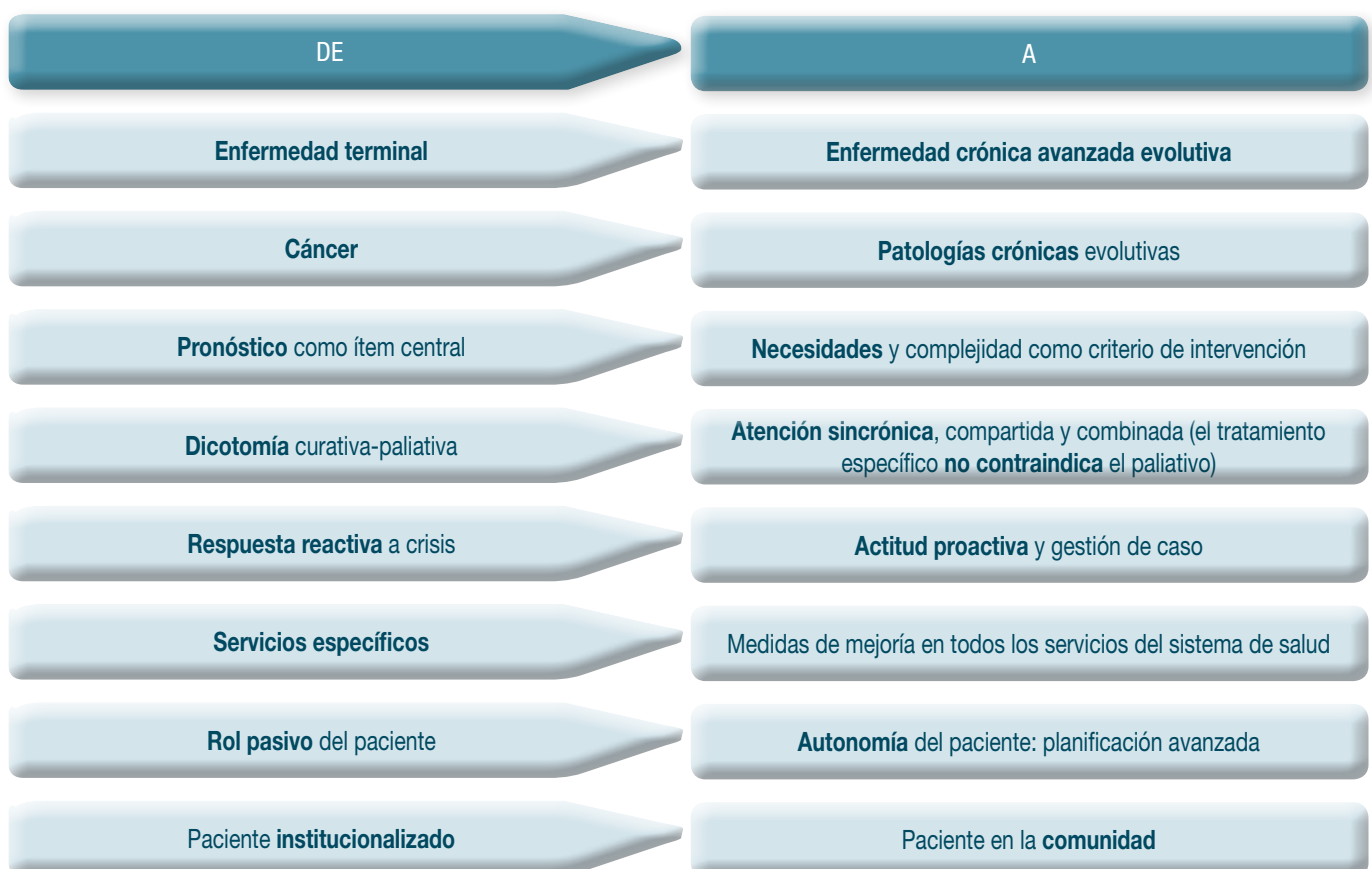 DE
A
Enfermedad terminal
Enfermedad crónica avanzada evolutiva
Cáncer
Patologías crónicas evolutivas
Pronóstico como ítem central
Necesidades y complejidad como criterio de intervención
Dicotomía curativa-paliativa
Atención sincrónica, compartida y combinada (el tratamiento
específico no contraindica el paliativo)
Respuesta reactiva a crisis
Actitud proactiva y gestión de caso
Servicios específicos
Medidas de mejoría en todos los servicios del sistema de salud
Rol pasivo del paciente
Autonomía del paciente: planificación avanzada
Paciente institucionalizado
Paciente en la comunidad